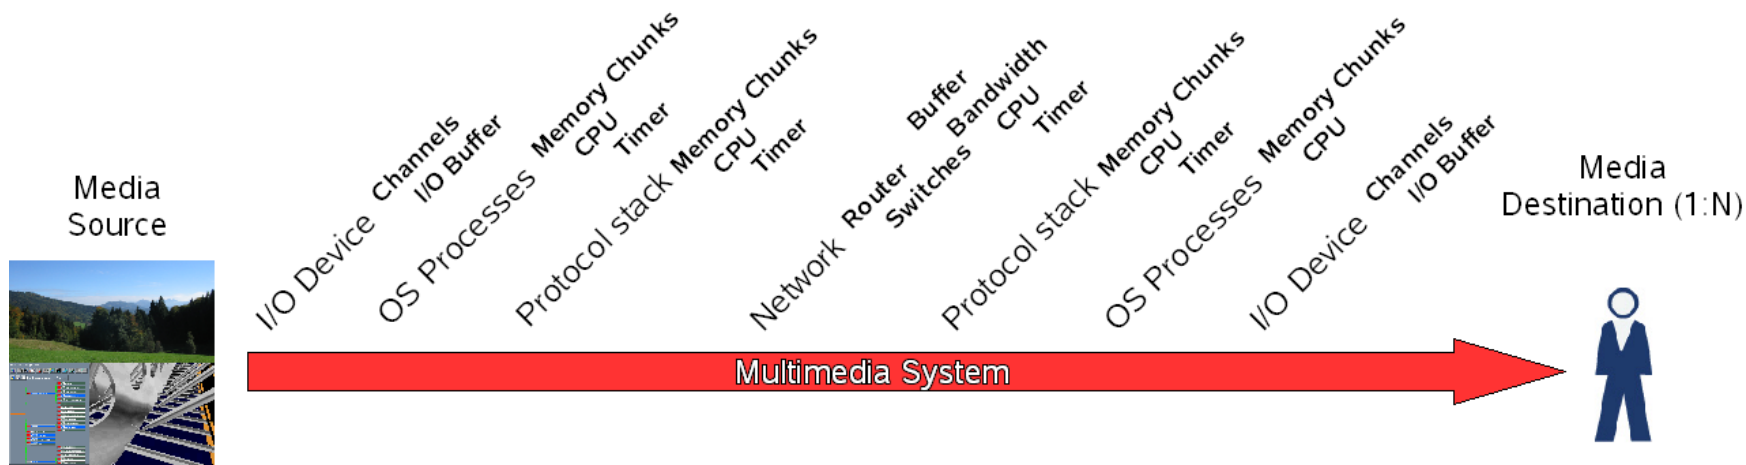 Media
Source
I/O Device
Channels
I/O Buffer
OS Processes
Memory Chunks
CPU
Timer
Protocol stack
Memory Chunks
CPU
Timer
Network
Router
Switches
Buffer
Bandwidth
CPU
Timer
Protocol stack
Memory Chunks
CPU
Timer
OS Processes
Memory Chunks
CPU
I/O Device
Channels
I/O Buffer
Media
Destination (1:N)
Multimedia System